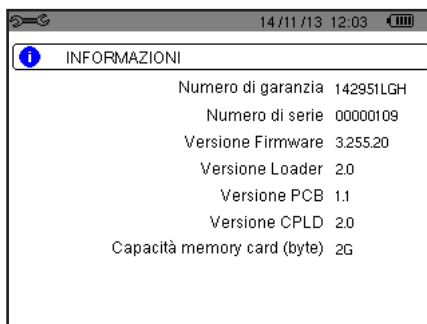 14/11/13 12:03
INFORMAZIONI
Numero di garanzia 142951LGH
Numero di serie 00000109
Versione Firmware 3.255.20
Versione Loader 2.0
Versione PCB 1.1
Versione CPLD 2.0
Capacità memory card (byte) 2G